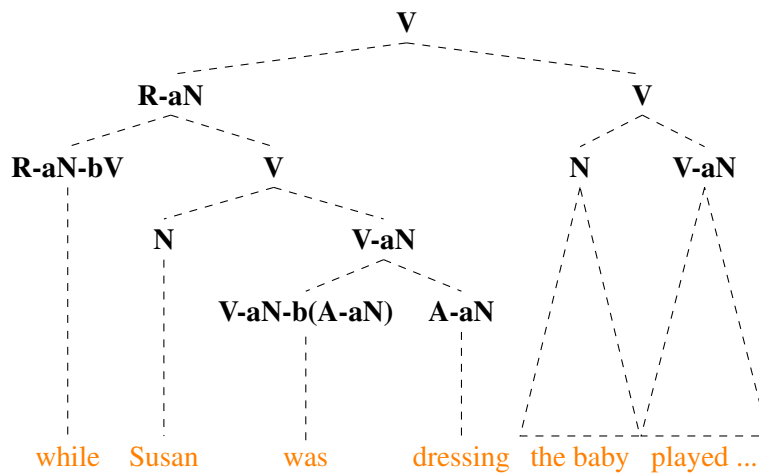 V
R-aN V
R-aN-bV V N V-aN
N V-aN
V-aN-b(A-aN) A-aN
while Susan was dressing the baby played ...